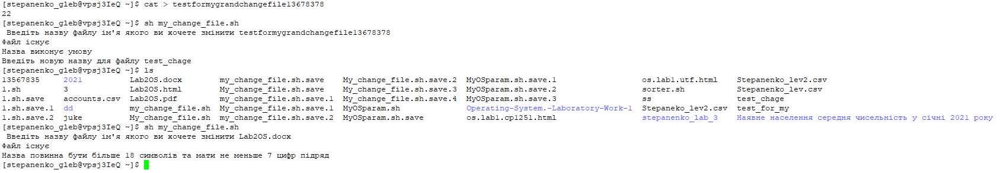 [stepanenko_gleb@vpsj3IeQ ~]$ cat > testformygrandchangefile13678378
22
[stepanenko_gleb@vpsj3IeQ ~]$ sh my_change_file.sh
 Введіть назву файлу ім'я якого ви хочете змінити testformygrandchangefile13678378
Файл існує
Назва виконує умову
Введіть новую назву для файлу test_chage
[stepanenko_gleb@vpsj3IeQ ~]$ ls
13567835     2021          Lab2OS.docx        my_change_file.sh.save    My_change_file.sh.save.2  MyOSparam.sh.save.1                  os.lab1.utf.html    Stepanenko_lev2.csv
1.sh         3             Lab2OS.html        My_change_file.sh.save    My_change_file.sh.save.3  MyOSparam.sh.save.2                  sorter.sh           Stepanenko_lev.csv
1.sh.save    accounts.csv  Lab2OS.pdf         my_change_file.sh.save.1  My_change_file.sh.save.4  MyOSparam.sh.save.3                  ss                  test_chage
1.sh.save.1  dd            my_change_file.sh  My_change_file.sh.save.1  MyOSparam.sh              Operating-System.-Laboratory-Work-1  Stepaneko_lev2.csv  test_for_my
1.sh.save.2  juke          My_change_file.sh  my_change_file.sh.save.2  MyOSparam.sh.save         os.lab1.cp1251.html                  stepanenko_lab_3    Наявне население середня чисельність у січні 2021 року
[stepanenko_gleb@vpsj3IeQ ~]$ sh my_change_file.sh
 Введіть назву файлу ім'я якого ви хочете змінити Lab2OS.docx
Файл існує
Назва повинна бути більше 18 символів та мати не меньше 7 цифр підряд
[stepanenko_gleb@vpsj3IeQ ~]$